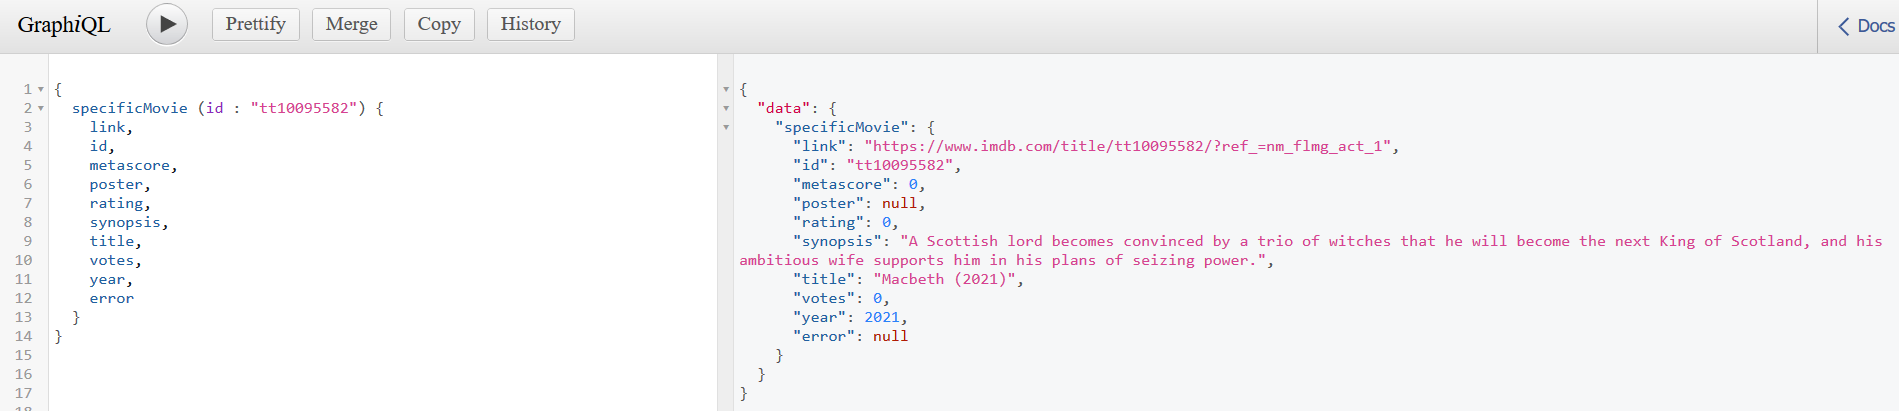 GraphiQL
Prettify
Merge
Copy
History
Docs
1 {
2 specificMovie (id : "tt10095582") {
3 link,
4 id,
5 metascore,
6 poster,
7 rating,
8 synopsis,
9 title,
10 votes,
11 year,
12 error
13 }
14 }
15
16
17
{
"data": {
"specificMovie": {
"link": "https://www.imdb.com/title/tt10095582/?ref_=nm_flmg_act_1",
"id": "tt10095582",
"metascore": 0,
"poster": null,
"rating": 0,
"synopsis": "A Scottish lord becomes convinced by a trio of witches that he will become the next King of Scotland, and his
ambitious wife supports him in his plans of seizing power.",
"title": "Macbeth (2021)",
"votes": 0,
"year": 2021,
"error": null
}
}
}